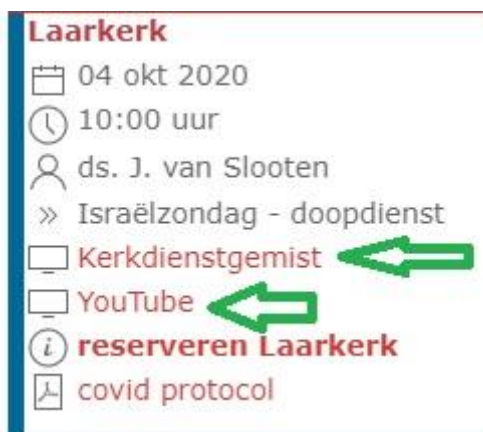 Laarkerk
04 okt 2020
10:00 uur
ds. J. van Slooten
» Israëlzondag - doopdienst
Kerkdienstgemist
YouTube
i reserveren Laarkerk
covid protocol